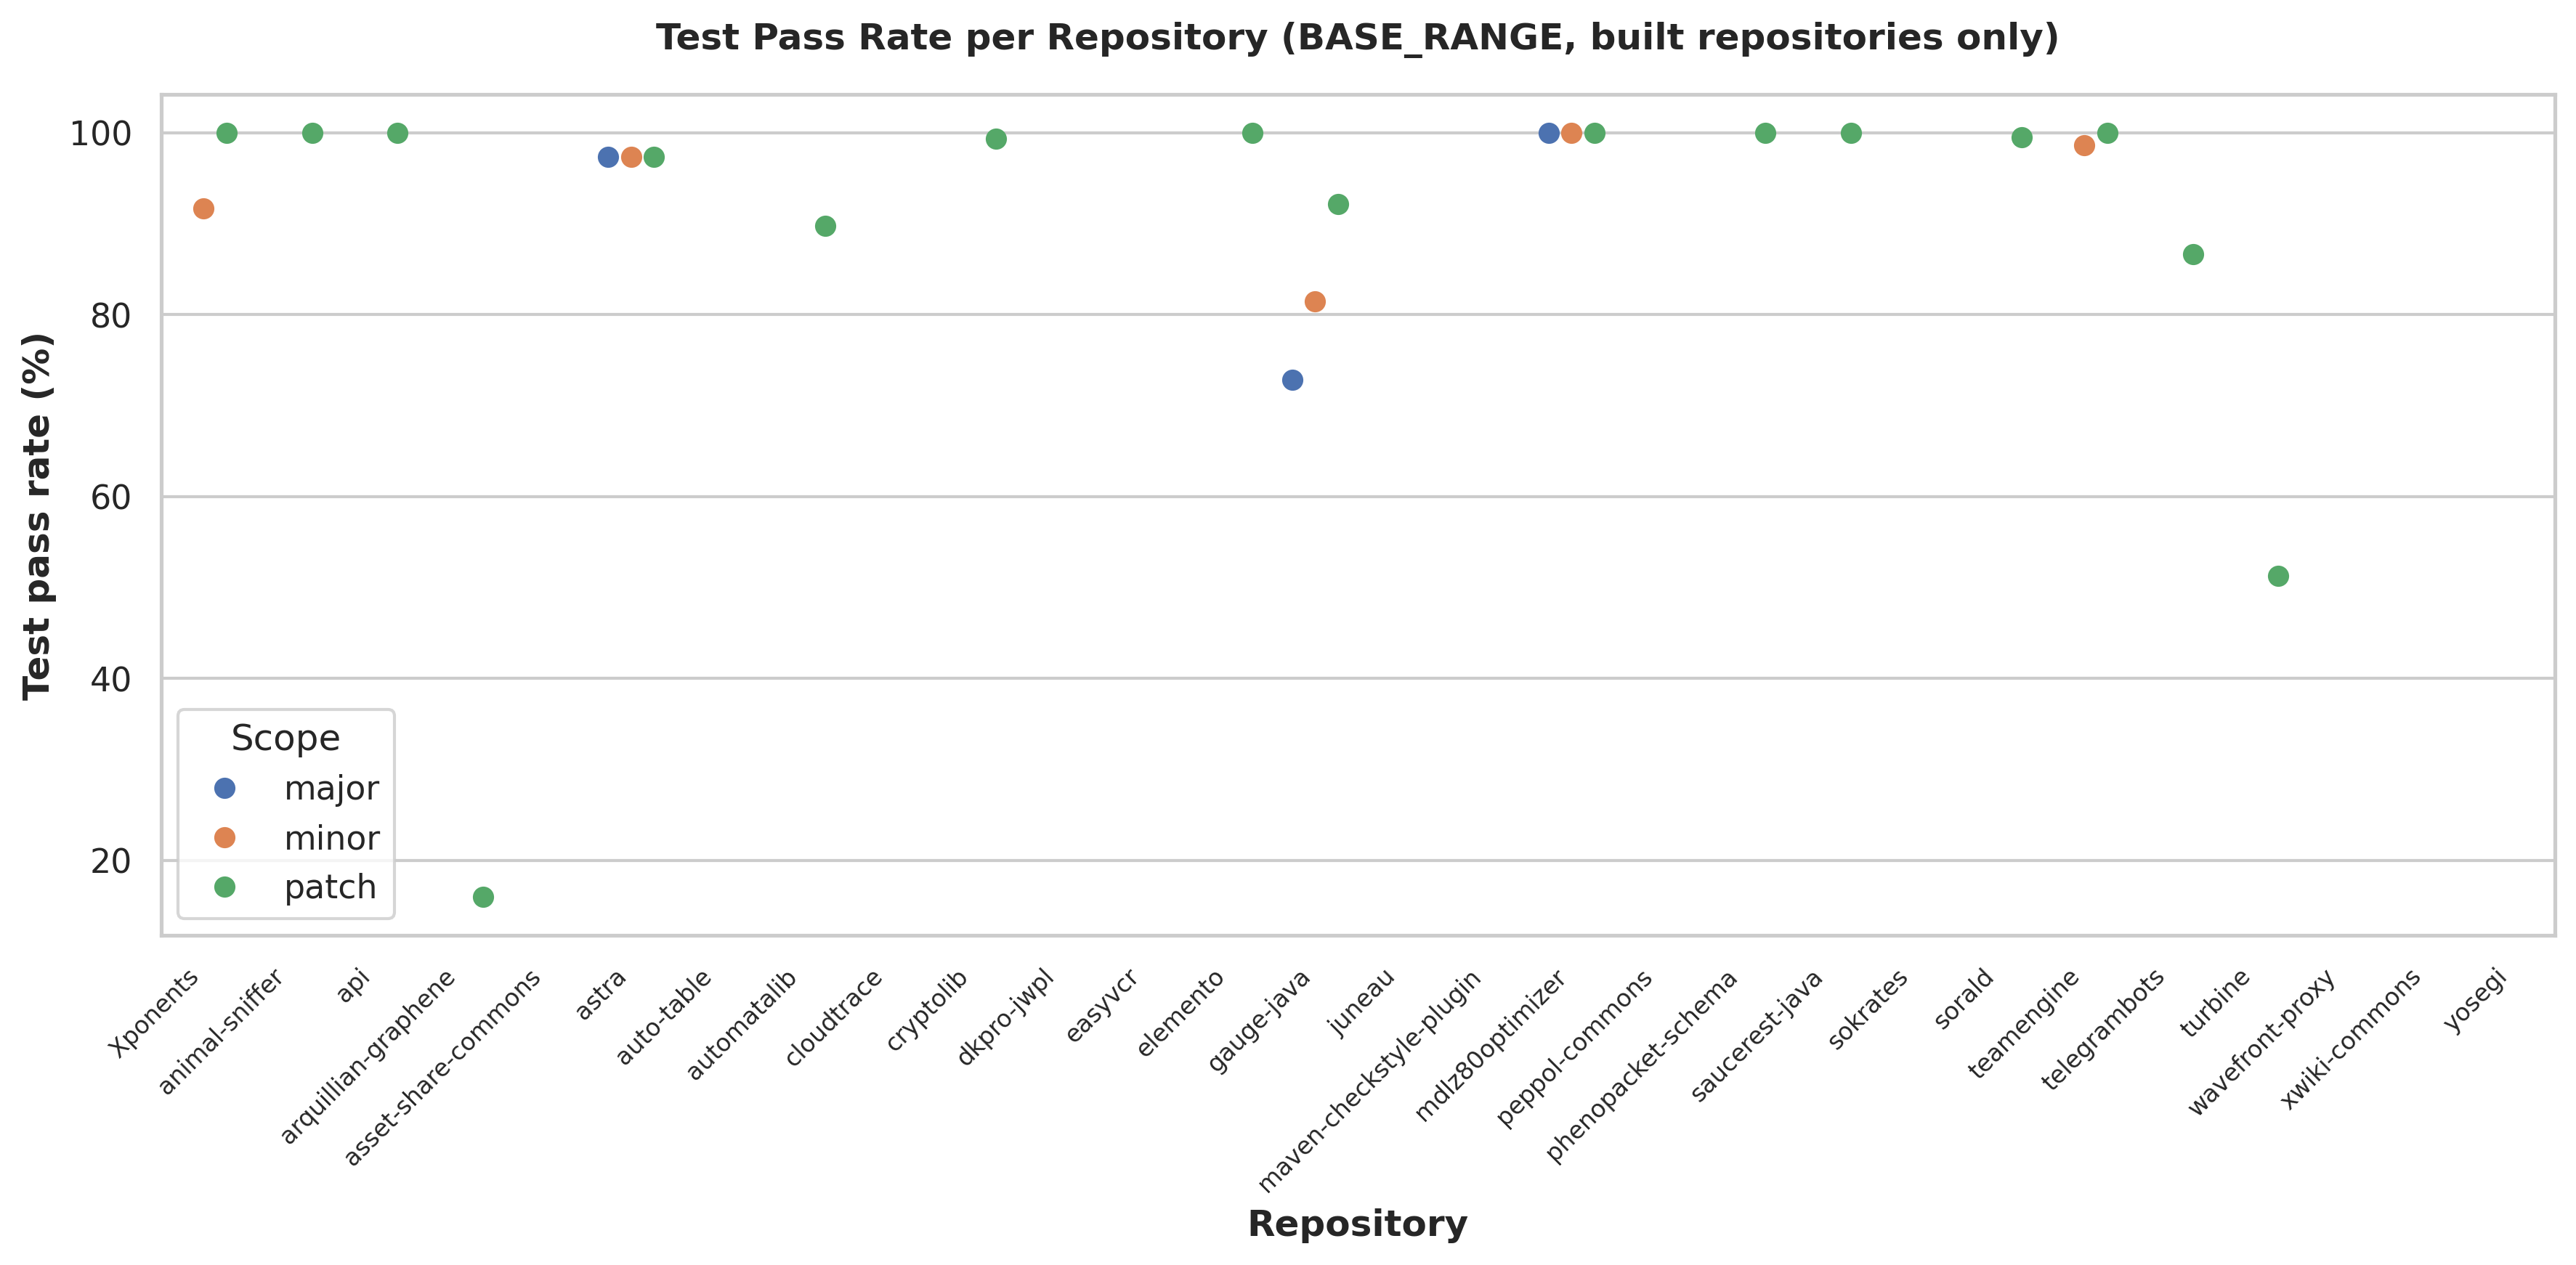 Test Pass Rate per Repository (BASE_RANGE, built repositories only)
Test pass rate (%)
100
80
60
40
20
Scope
major
minor
patch
Xponents
animal-sniffer
api
arquillian-graphene
asset-share-commons
astra
auto-table
automatalib
cloudtrace
cryptolib
dkpro-jwpl
easyvcr
elemento
gauge-java
juneau
maven-checkstyle-plugin
mdlz80optimizer
peppol-commons
phenopacket-schema
saucerest-java
sokrates
sorald
teamengine
telegrambots
turbine
wavefront-proxy
xwiki-commons
yosegi
Repository